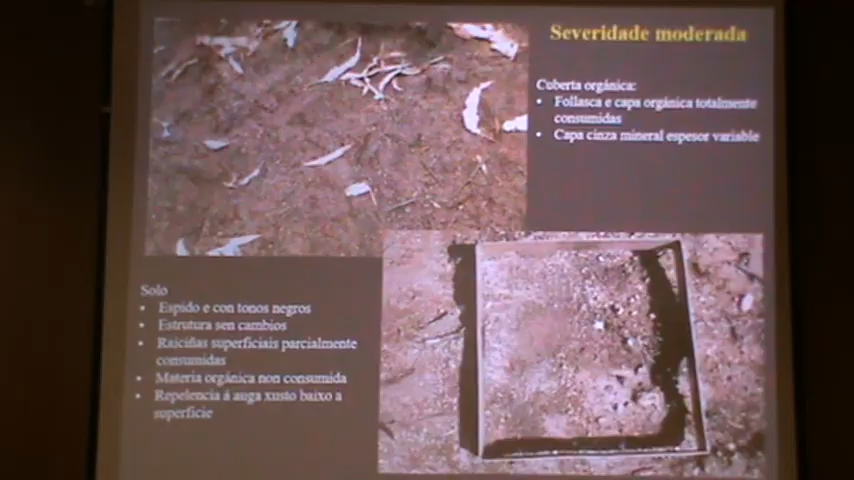 Severidade moderada
Cuberta orgánica:
• Follasca e capa orgánica totalmente
consumidas
• Capa cinza mineral espesor variable
Solo
• Espido e con tonos negros
• Estrutura sen cambios
• Raiciñas superficiais parcialmente
consumidas
• Materia orgánica non consumida
• Repelencia á auga xusto baixo a
superficie